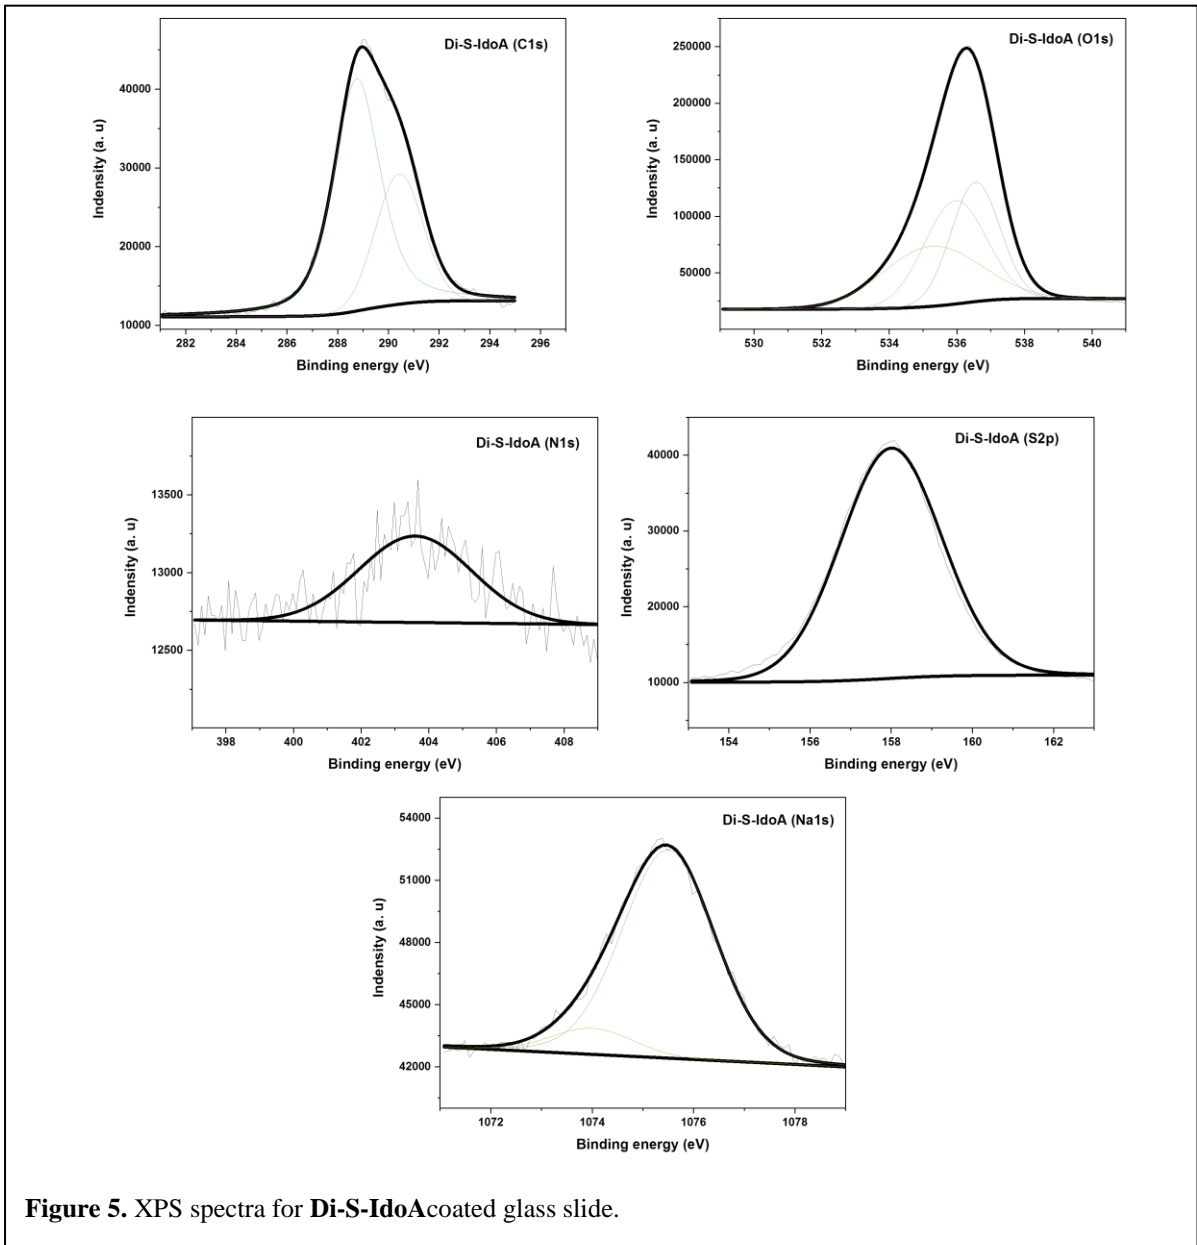 Di-S-IdoA (C1s)
Indensity (a. u)
40000
30000
20000
10000
282 284 286 288 290 292 294 296
Binding energy (eV)
Di-S-IdoA (O1s)
Indensity (a. u)
250000
200000
150000
100000
50000
530 532 534 536 538 540
Binding energy (eV)
Di-S-IdoA (N1s)
Indensity (a. u)
13500
13000
12500
398 400 402 404 406 408
Binding energy (eV)
Di-S-IdoA (S2p)
Indensity (a. u)
40000
30000
20000
10000
154 156 158 160 162
Binding energy (eV)
Di-S-IdoA (Na1s)
Indensity (a. u)
54000
51000
48000
45000
42000
1072 1074 1076 1078
Binding energy (eV)
Figure 5. XPS spectra for Di-S-IdoAcoated glass slide.